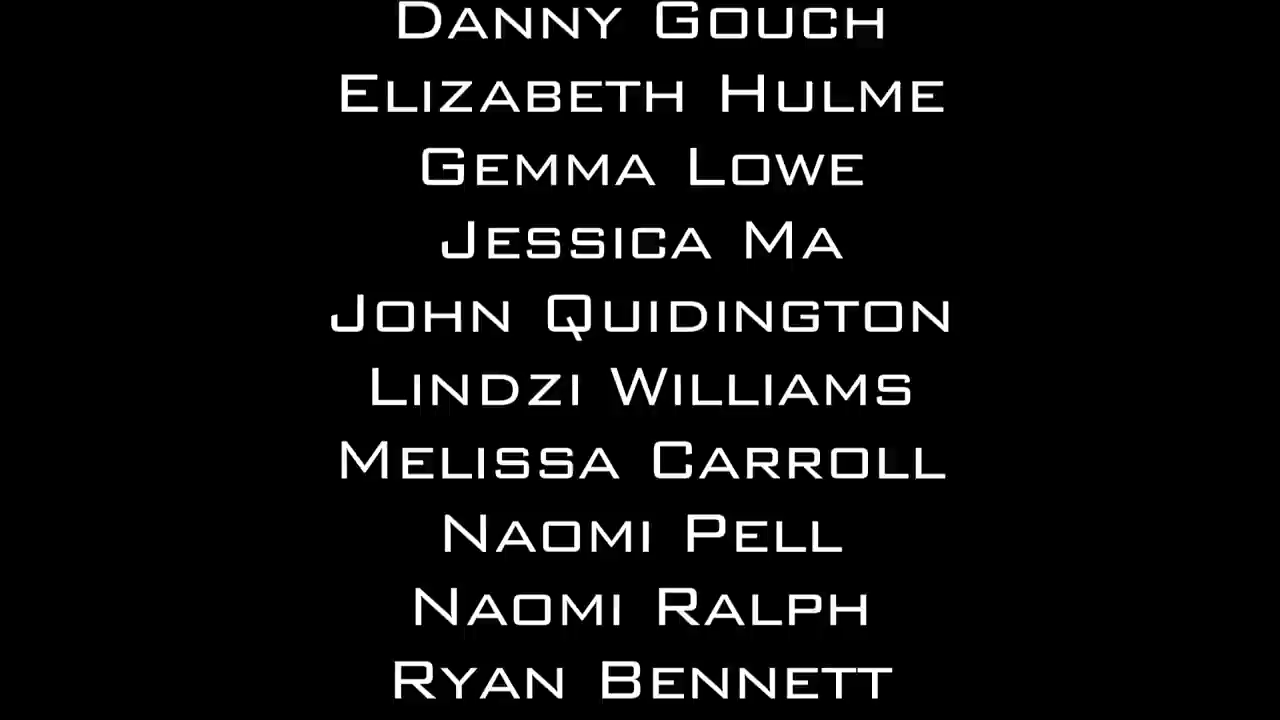 Danny Gouch
Elizabeth Hulme
Gemma Lowe
Jessica Ma
John Quidington
Lindzi Williams
Melissa Carroll
Naomi Pell
Naomi Ralph
Ryan Bennett